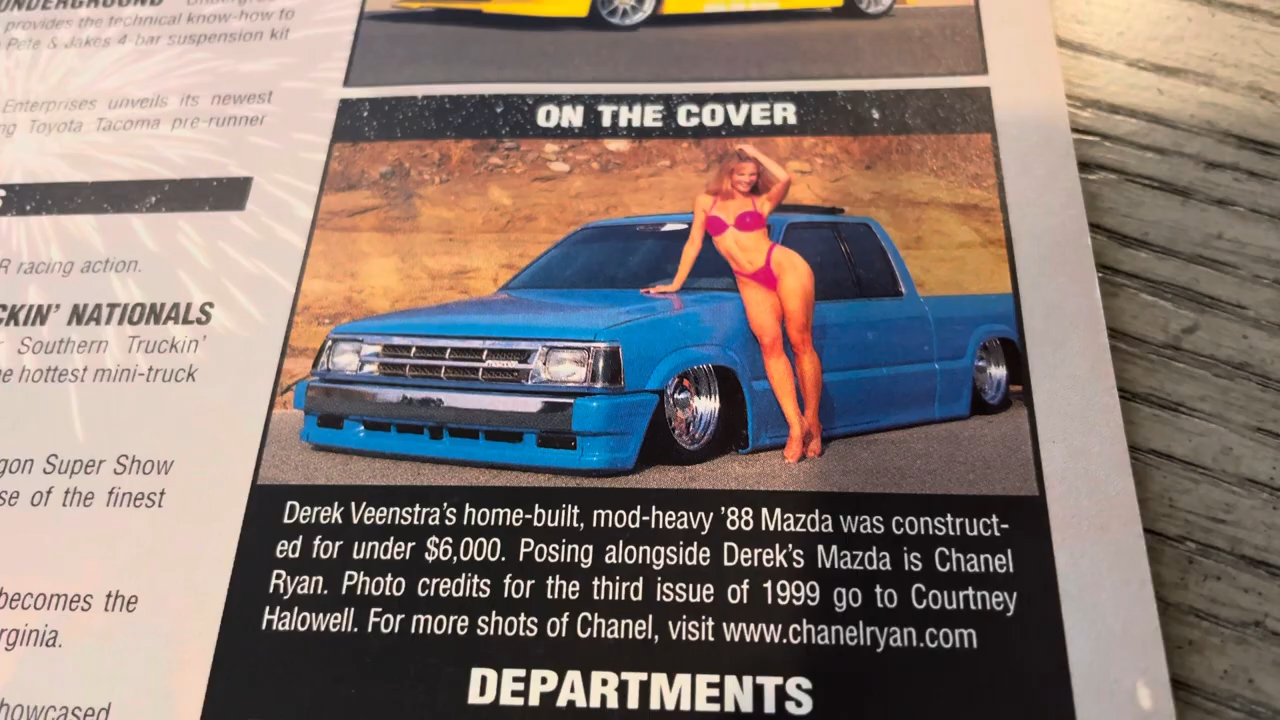 UNDERGROUND
provides the technical know-how to
Pete & Jakes 4-bar suspension kit
Enterprises unveils its newest
ng Toyota Tacoma pre-runner
S
R racing action.
CKIN' NATIONALS
r Southern Truckin'
he hottest mini-truck
gon Super Show
se of the finest
becomes the
rginia.
howcased
ON THE COVER
Derek Veenstra's home-built, mod-heavy '88 Mazda was construct-
ed for under $6,000. Posing alongside Derek's Mazda is Chanel
Ryan. Photo credits for the third issue of 1999 go to Courtney
Halowell. For more shots of Chanel, visit www.chanelryan.com
DEPARTMENTS